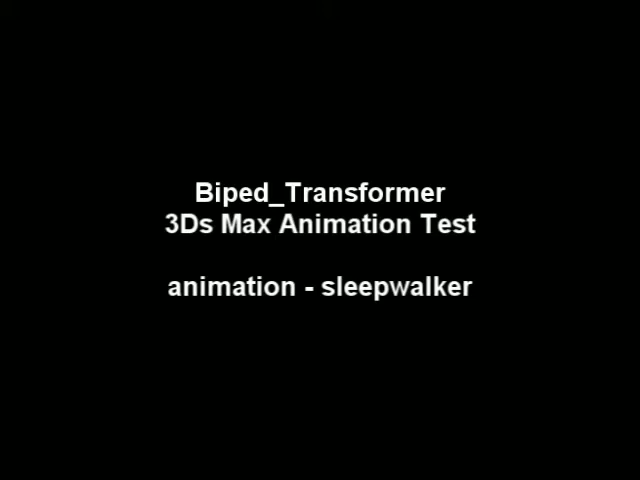 Biped_Transformer
3Ds Max Animation Test
animation - sleepwalker